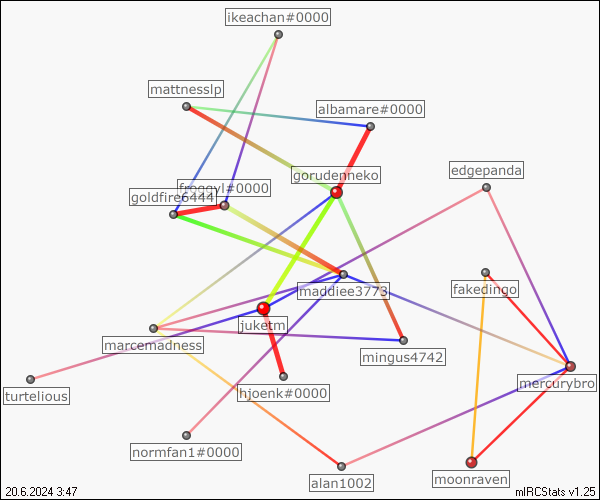 ikeachan#0000
mattnesslp
albamare#0000
gorudenneko
edgepanda
froggyl#0000
goldfire6444
maddiee3773
fakedingo
juketm
marcemadness
mingus4742
mercurybro
turtelious
hjoenk#0000
normfan1#0000
alan1002
moonraven
20.6.2024 3:47
mIRCStats v1.25